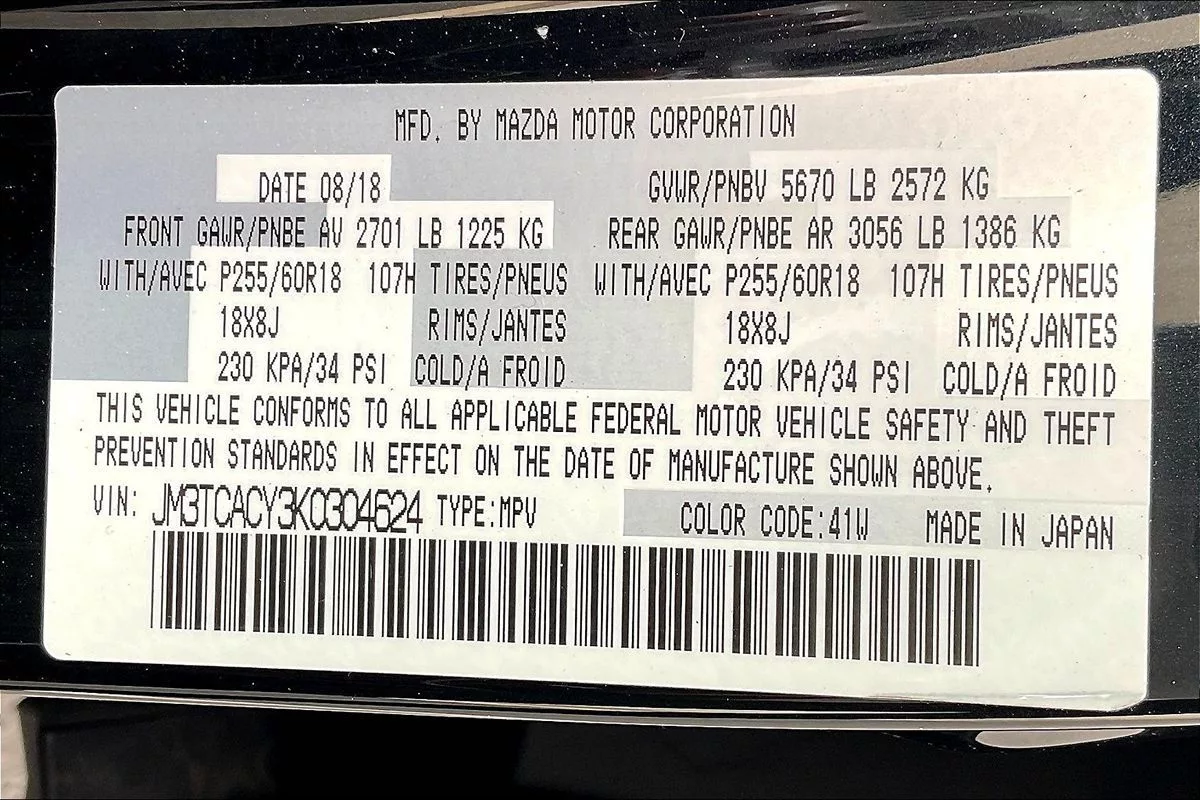 MFD. BY MAZDA MOTOR CORPORATION
DATE 08/18 GVWR/PNBV 5670 LB 2572 KG
FRONT GAWR/PNBE AV 2701 LB 1225 KG REAR GAWR/PNBE AR 3056 LB 1386 KG
WITH/AVEC P255/60R18 107H TIRES/PNEUS WITH/AVEC P255/60R18 107H TIRES/PNEUS
18X8J RIMS/JANTES 18X8J RIMS/JANTES
230 KPA/34 PSI COLD/A FROID 230 KPA/34 PSI COLD/A FROID
THIS VEHICLE CONFORMS TO ALL APPLICABLE FEDERAL MOTOR VEHICLE SAFETY AND THEFT
PREVENTION STANDARDS IN EFFECT ON THE DATE OF MANUFACTURE SHOWN ABOVE.
VIN: JM3TCACY3K0304624 TYPE:MPV COLOR CODE:41W MADE IN JAPAN